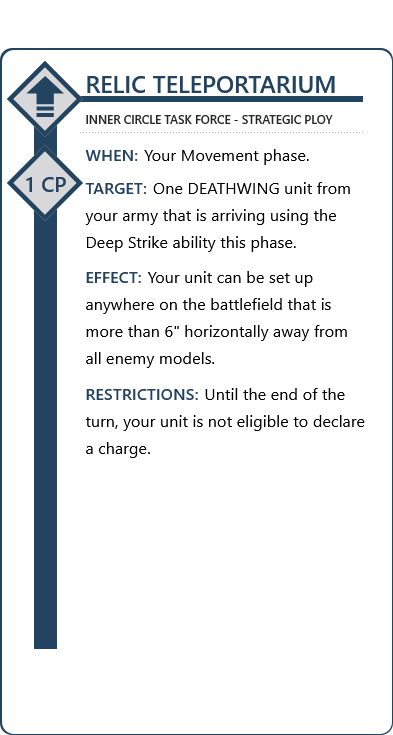 RELIC TELEPORTARIUM
INNER CIRCLE TASK FORCE - STRATEGIC PLOY
WHEN: Your Movement phase.
1 CP
TARGET: One DEATHWING unit from
your army that is arriving using the
Deep Strike ability this phase.
EFFECT: Your unit can be set up
anywhere on the battlefield that is
more than 6" horizontally away from
all enemy models.
RESTRICTIONS: Until the end of the
turn, your unit is not eligible to declare
a charge.